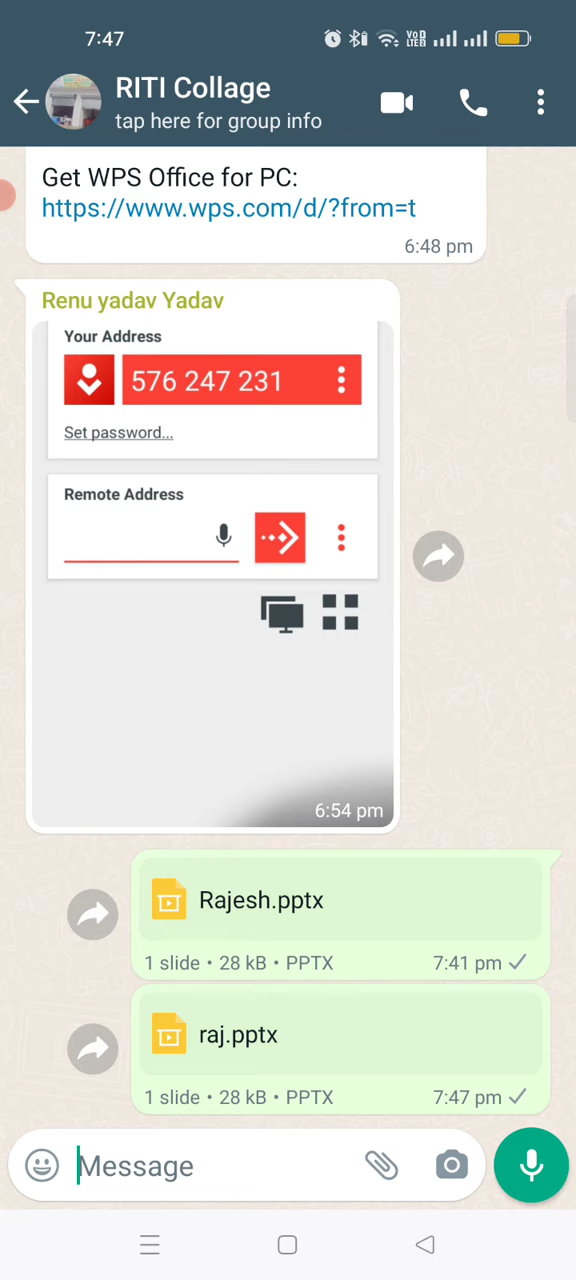 7:47
VoD
LTE2
RITI Collage
tap here for group info
Get WPS Office for PC:
https://www.wps.com/d/?from=t
6:48 pm
Renu yadav Yadav
Your Address
576 247 231
Set password...
Remote Address
6:54 pm
Rajesh.pptx
1 slide • 28 kB • PPTX
7:41 pm
raj.pptx
1 slide • 28 kB • PPTX
7:47 pm
Message